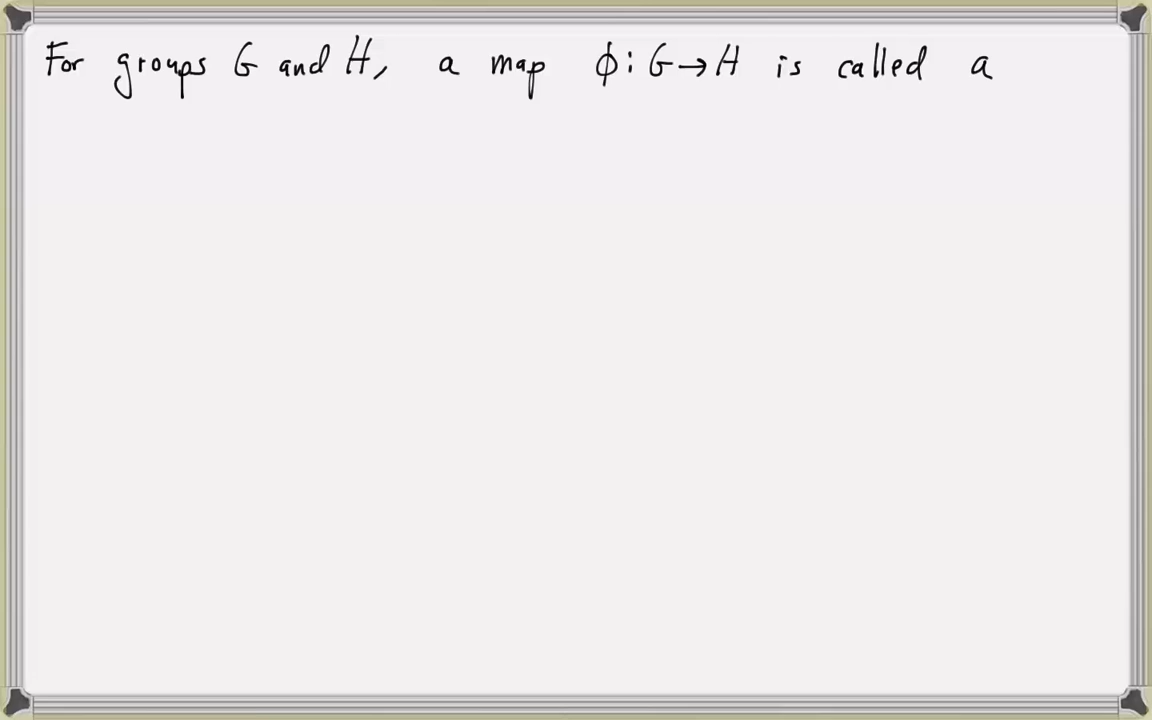 For groups G and H, a map ϕ: G→H is called a